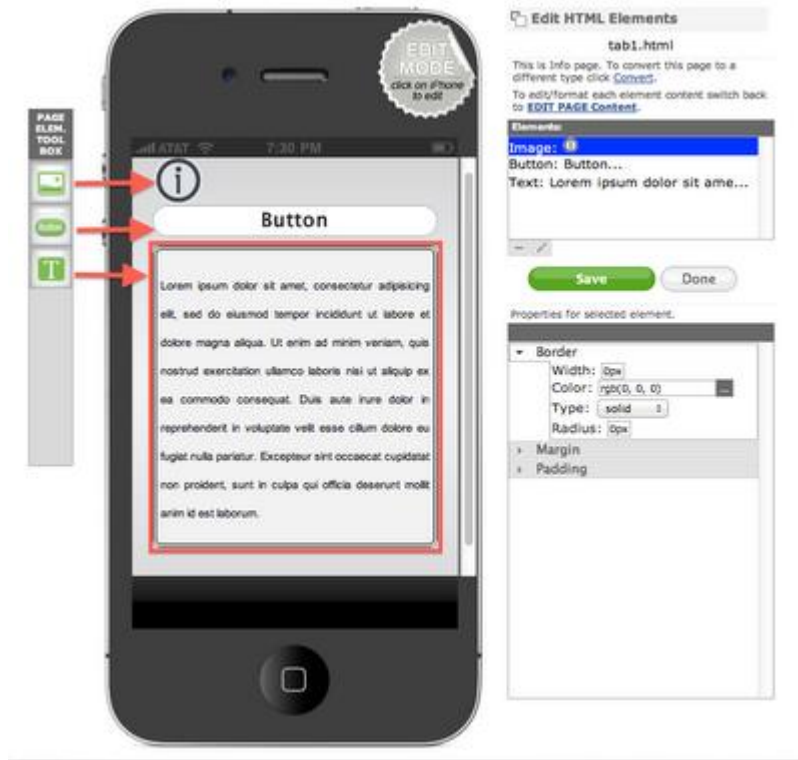 Edit HTML Elements
tab1.html
This is Info page. To convert this page to a
different type click Convert.
To edit/format each element content switch back
to EDIT PAGE Content.
EDIT
MODE
click on iPhone
to edit
PAGE
ELEM.
TOOL
BOX
Button
T
AT&T 7:30 PM
i
Button
Lorem ipsum dolor sit amet, consectetur adipisicing
elit, sed do eiusmod tempor incididunt ut labore et
dolore magna aliqua. Ut enim ad minim veniam, quis
nostrud exercitation ullamco laboris nisi ut aliquip ex
ea commodo consequat. Duis aute irure dolor in
reprehenderit in voluptate velit esse cillum dolore eu
fugiat nulla pariatur. Excepteur sint occaecat cupidatat
non proident, sunt in culpa qui officia deserunt mollit
anim id est laborum.
Elements:
Image:
Button: Button...
Text: Lorem ipsum dolor sit ame...
Save Done
Properties for selected element.
Border
Width: 0px
Color: rgb(0, 0, 0) ...
Type: solid
Radius: 0px
Margin
Padding